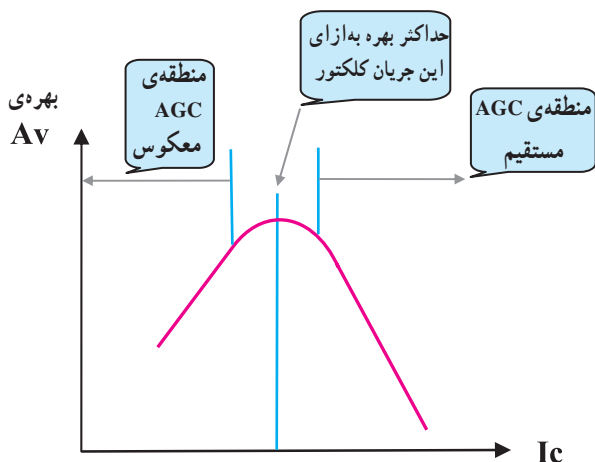 حداکثر بهره به‌ازای
این جریان کلکتور
منطقه‌ی
AGC
معکوس
منطقه‌ی AGC
مستقیم
بهره‌ی
Av
Ic